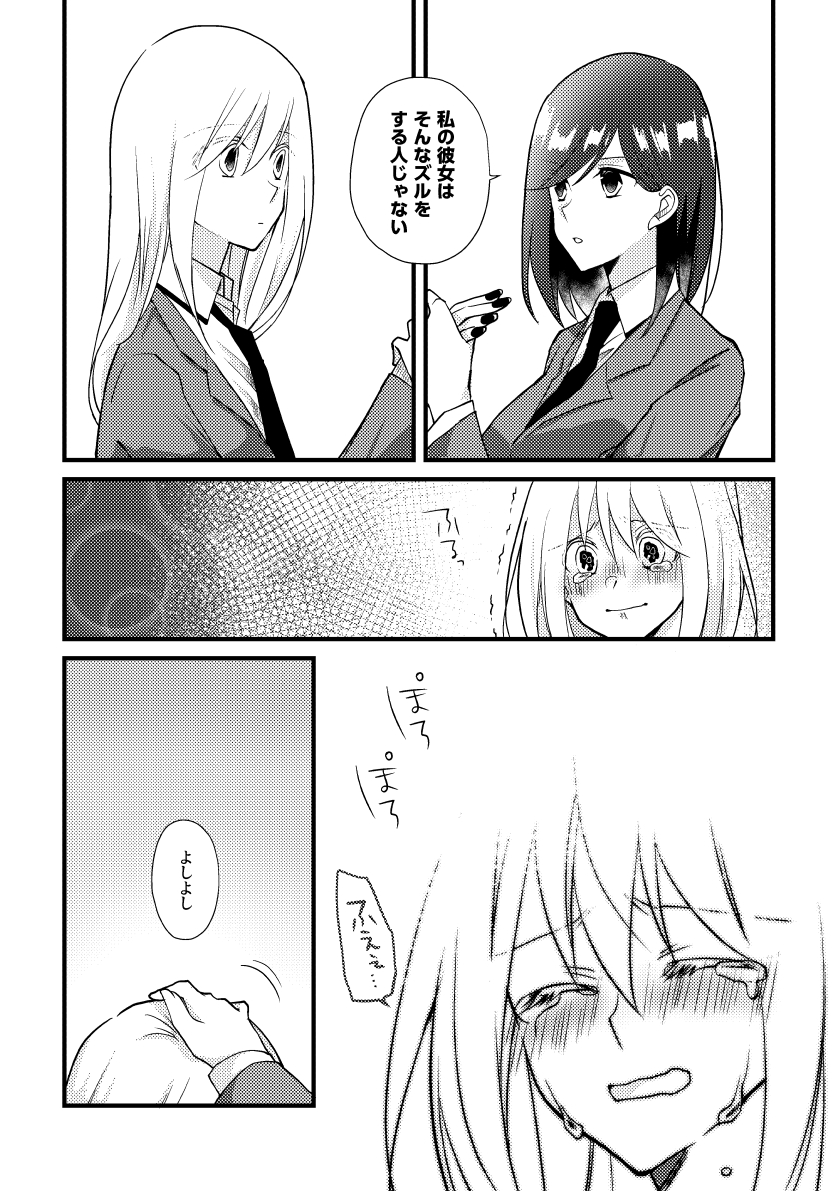 私の彼女は
そんなズルを
する人じゃない
ふるっ
ぽろ
ぽろ
ふぇぇ…
よしよし